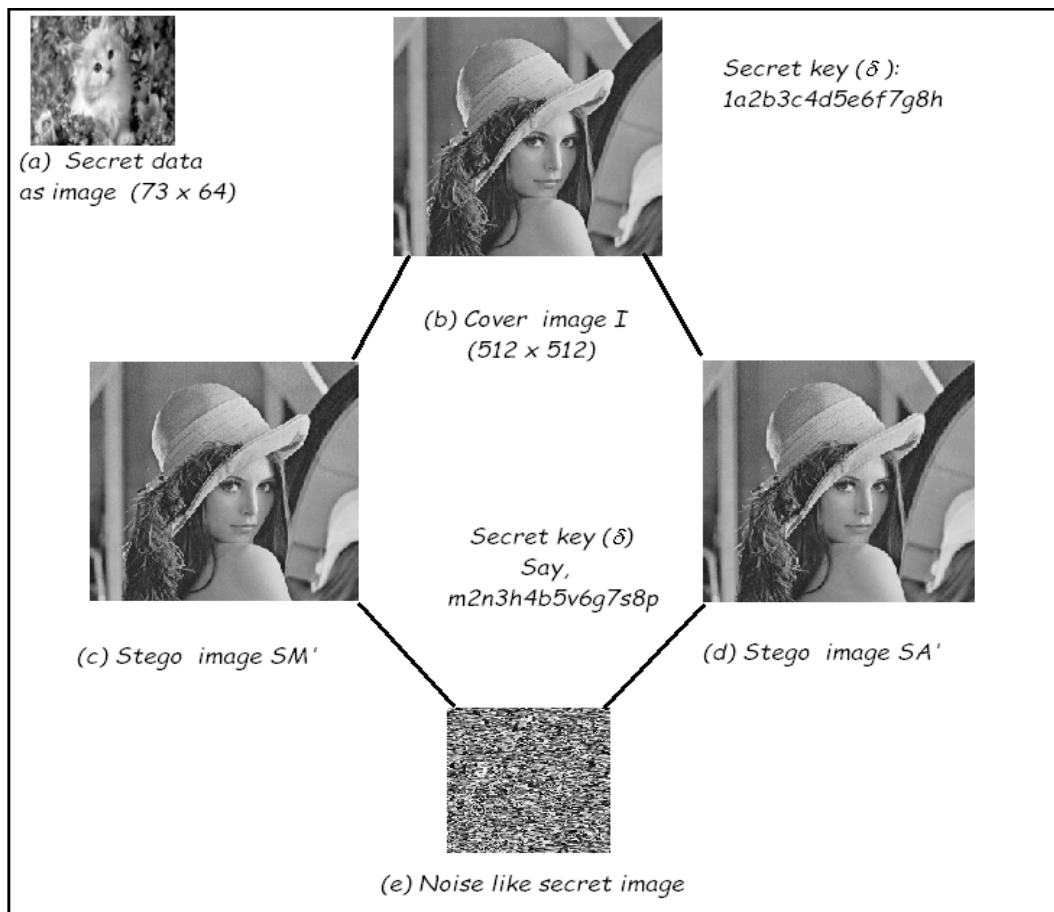 (a) Secret data
as image (73 x 64)
Secret key (δ):
1a2b3c4d5e6f7g8h
(b) Cover image I
(512 x 512)
Secret key (δ)
Say,
m2n3h4b5v6g7s8p
(c) Stego image SM'
(d) Stego image SA'
(e) Noise like secret image